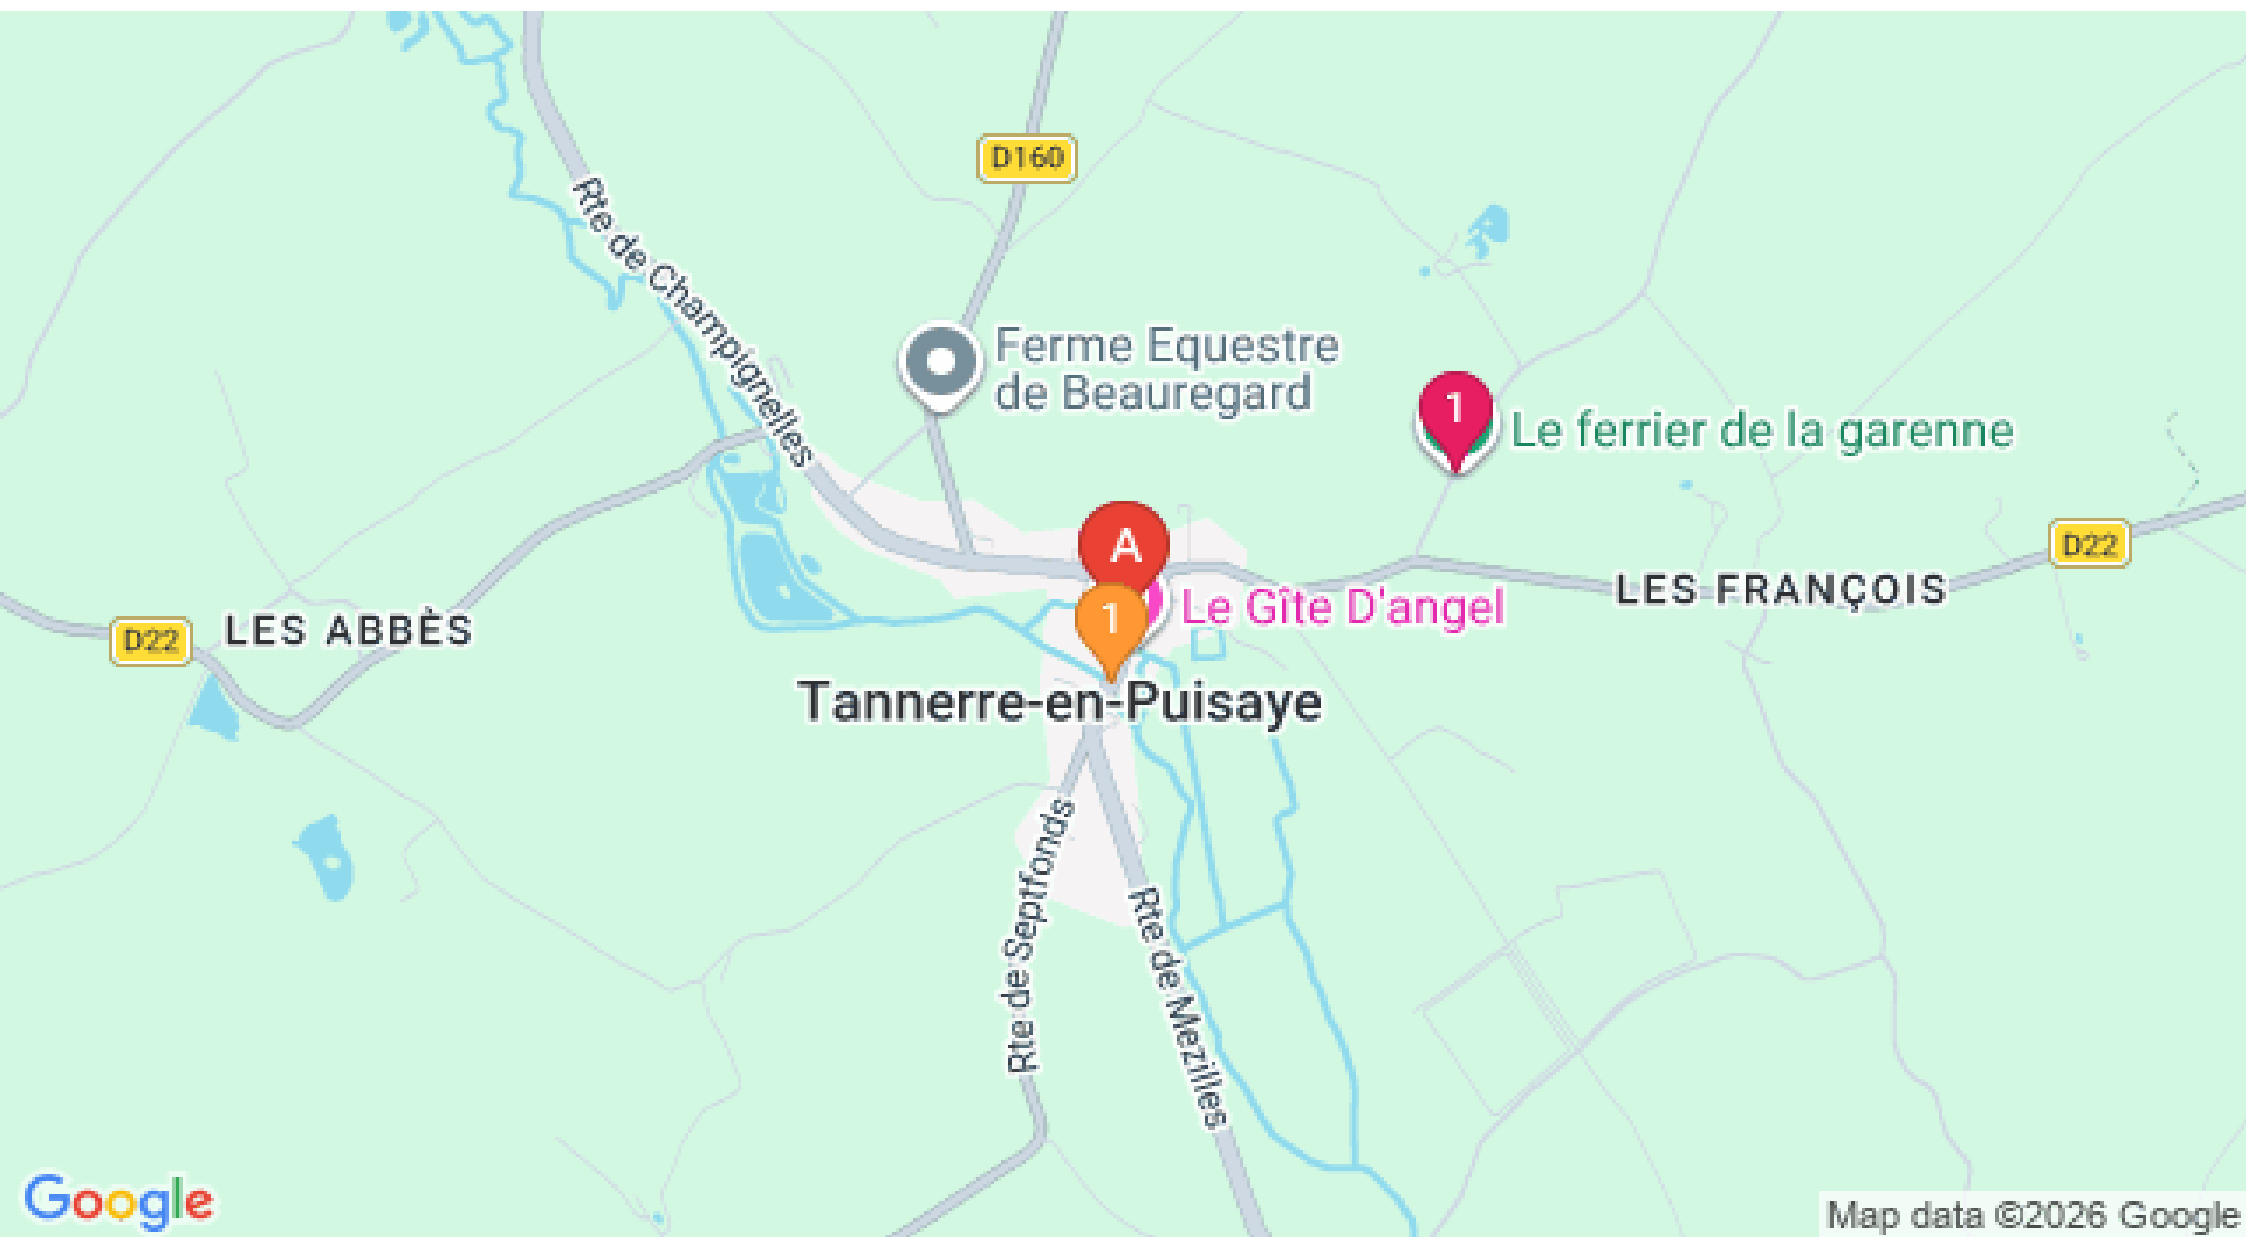 D160
Rte de Champignelles
Ferme Equestre
de Beauregard
1
Le ferrier de la garenne
A
D22
LES FRANÇOIS
Le Gîte D'angel
1
D22
LES ABBÈS
Tannerre-en-Puisaye
Rte de Septfonds
Rte de Mezilles
Google
Map data ©2026 Google